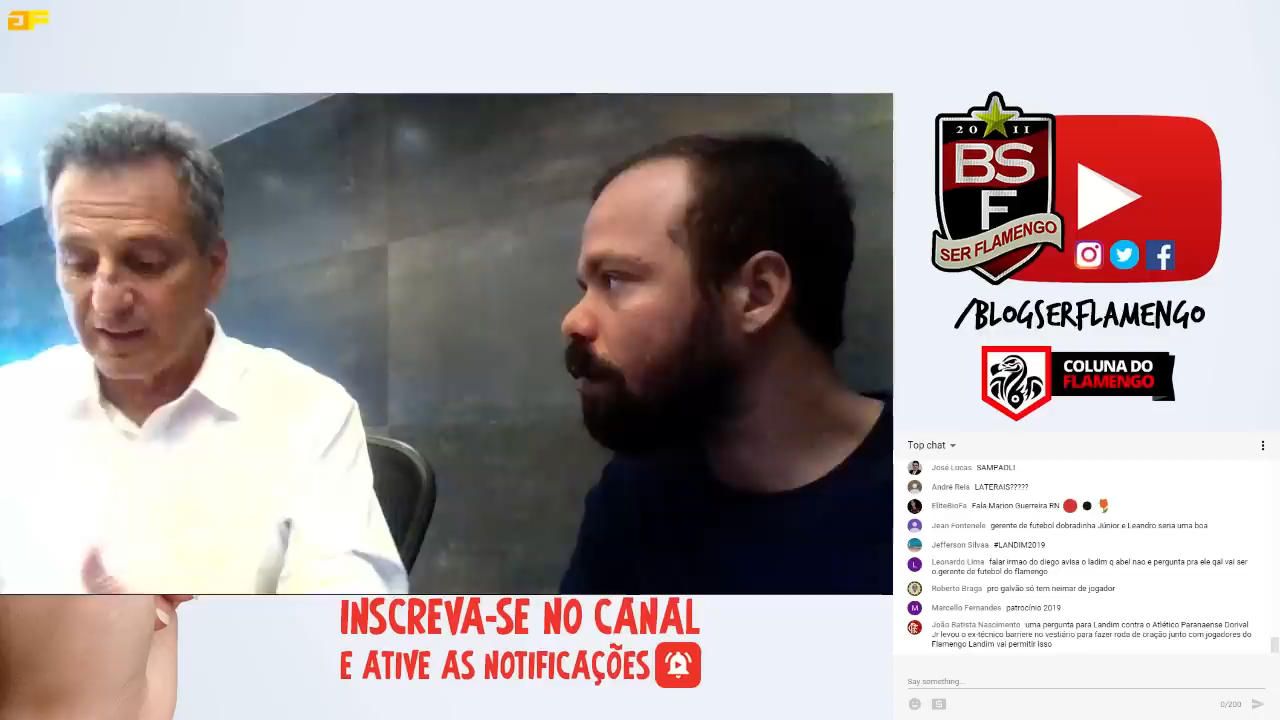 GF
2011
BSF
SER FLAMENGO
/BLOGSERFLAMENGO
COLUNA DO
FLAMENGO
Top chat
José Lucas SAMPAOLI
André Reis LATERAIS?????
EliteBioFa Fala Marion Guerreira RN
Jean Fontenele gerente de futebol dobradinha Júnior e Leandro seria uma boa
Jefferson Silvaa #LANDIM2019
Leonardo Lima falar irmao do diego avisa o ladim q abel nao e pergunta pra ele qal vai ser
o gerente de futebol do flamengo
Roberto Braga pro galvão só tem neimar de jogador
Marcello Fernandes patrocínio 2019
João Batista Nascimento uma pergunta para Landim contra o Atlético Paranaense Dorival
Jr levou o ex-técnico barriere no vestiário para fazer roda de oração junto com jogadores do
Flamengo Landim vai permitir isso
Say something...
0/200
INSCREVA-SE NO CANAL
E ATIVE AS NOTIFICAÇÕES